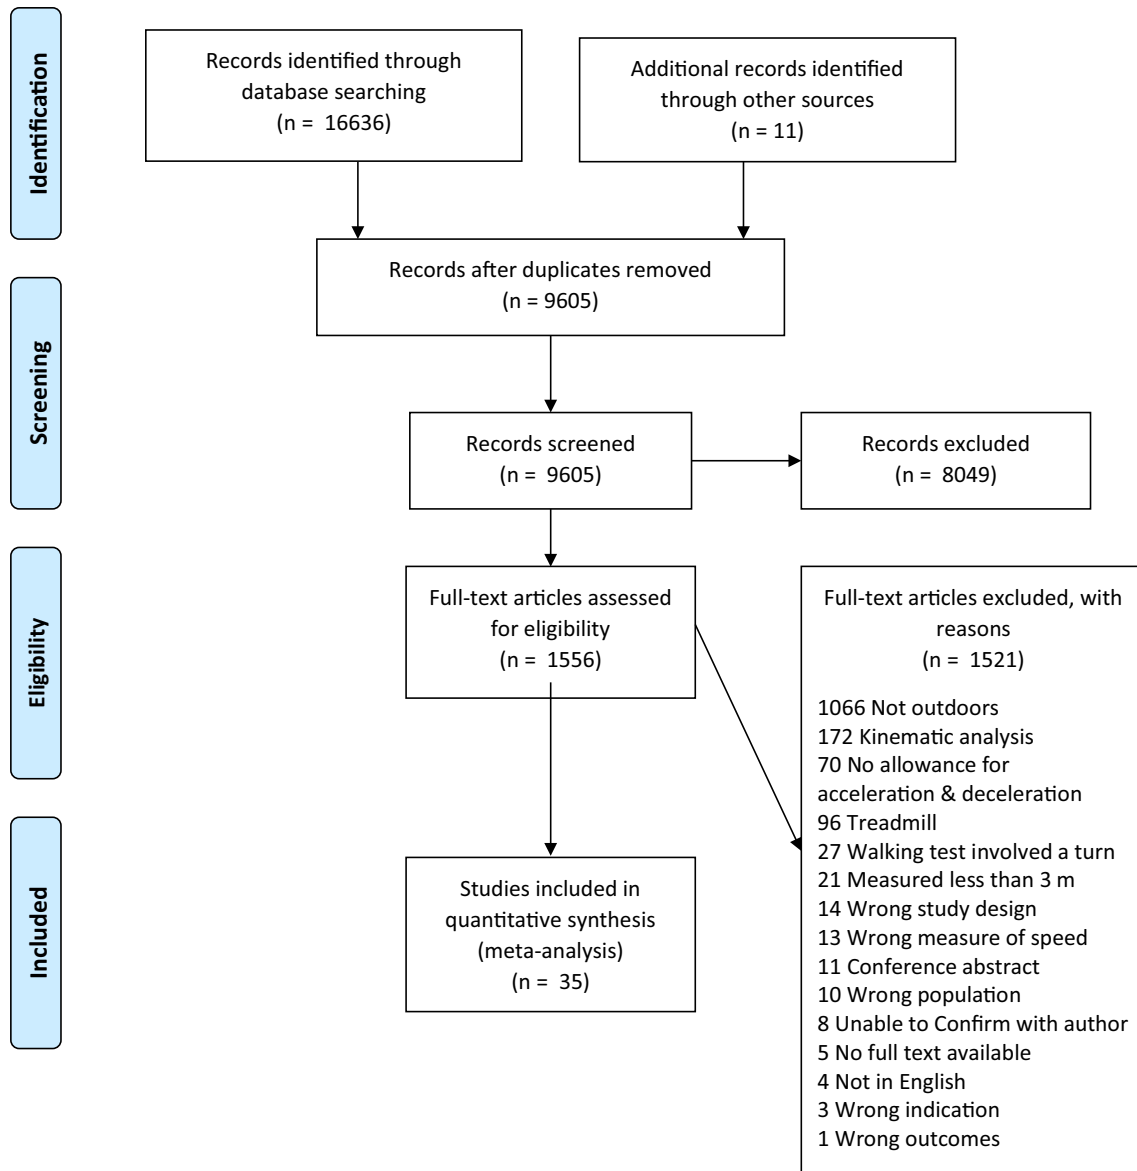 Identification
Records identified through
database searching
(n =  16636)
Additional records identified
through other sources
(n = 11)
Records after duplicates removed
(n = 9605)
Screening
Records screened
(n =  9605)
Records excluded
(n =  8049)
Eligibility
Full-text articles assessed
for eligibility
(n =  1556)
Full-text articles excluded, with
reasons
(n =  1521)
1066 Not outdoors
172 Kinematic analysis
70 No allowance for
acceleration & deceleration
96 Treadmill
27 Walking test involved a turn
21 Measured less than 3 m
14 Wrong study design
13 Wrong measure of speed
11 Conference abstract
10 Wrong population
8 Unable to Confirm with author
5 No full text available
4 Not in English
3 Wrong indication
1 Wrong outcomes
Included
Studies included in
quantitative synthesis
(meta-analysis)
(n =  35)